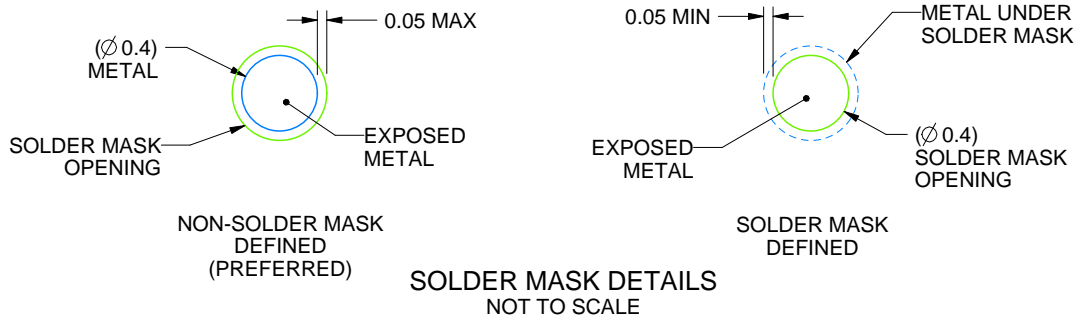 0.05 MAX
(Ø 0.4)
METAL
SOLDER MASK
OPENING
EXPOSED
METAL
NON-SOLDER MASK
DEFINED
(PREFERRED)
0.05 MIN
METAL UNDER
SOLDER MASK
EXPOSED
METAL
(Ø 0.4)
SOLDER MASK
OPENING
SOLDER MASK
DEFINED
SOLDER MASK DETAILS
NOT TO SCALE